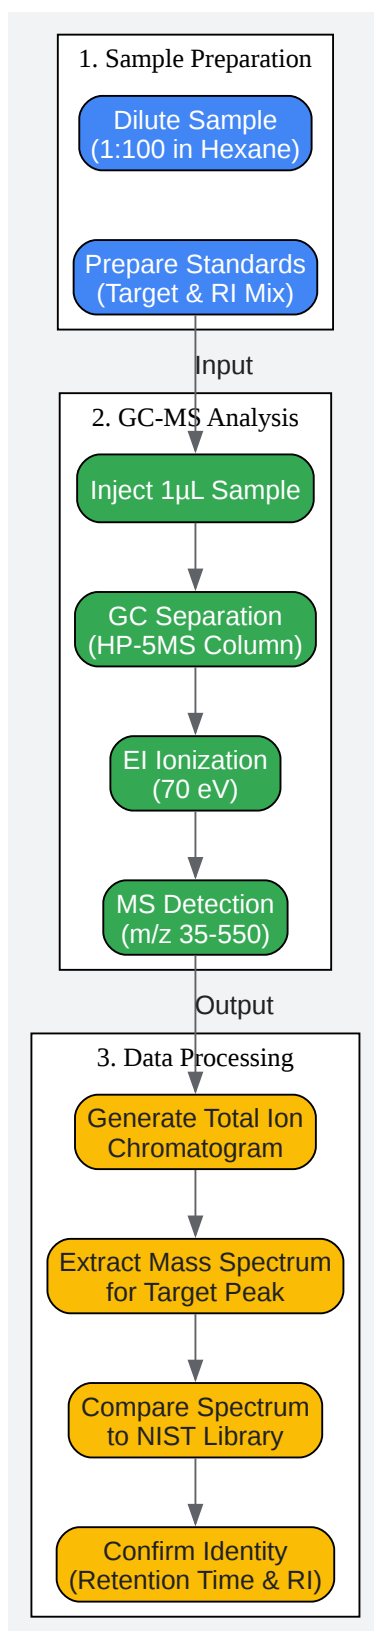 1. Sample Preparation
Dilute Sample
(1:100 in Hexane)
Prepare Standards
(Target & RI Mix)
Input
2. GC-MS Analysis
Inject 1µL Sample
GC Separation
(HP-5MS Column)
EI Ionization
(70 eV)
MS Detection
(m/z 35-550)
Output
3. Data Processing
Generate Total Ion
Chromatogram
Extract Mass Spectrum
for Target Peak
Compare Spectrum
to NIST Library
Confirm Identity
(Retention Time & RI)